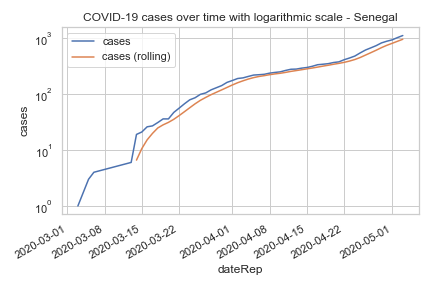 COVID-19 cases over time with logarithmic scale - Senegal
cases
cases (rolling)
10³
10²
10¹
10⁰
cases
2020-03-01
2020-03-08
2020-03-15
2020-03-22
2020-04-01
2020-04-08
2020-04-15
2020-04-22
2020-05-01
dateRep